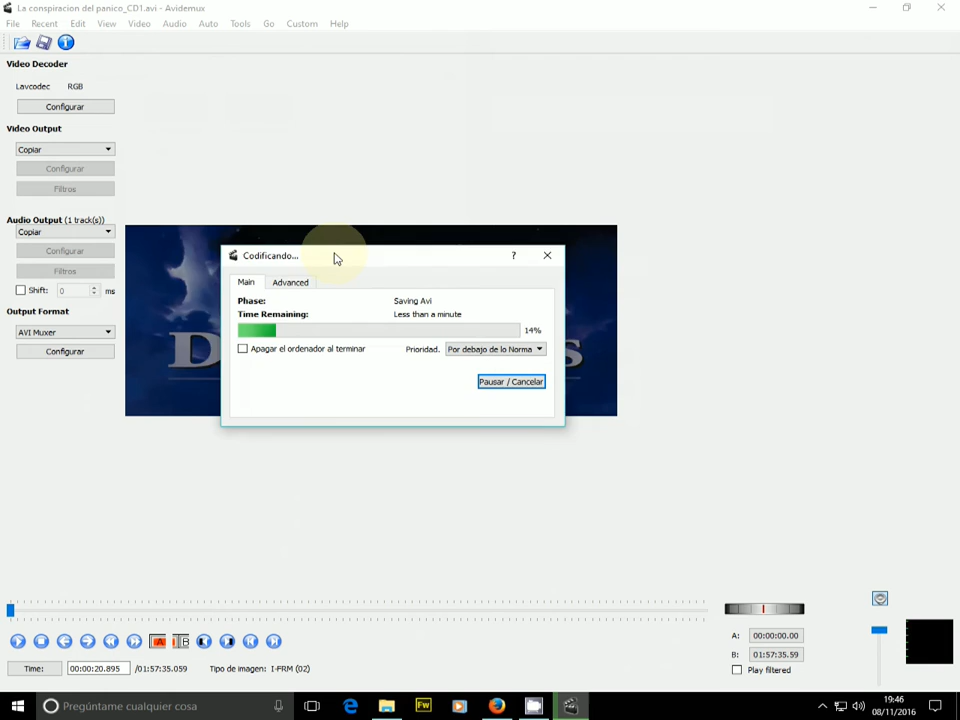 La conspiracion del panico_CD1.avi - Avidemux
File Recent Edit View Video Audio Auto Tools Go Custom Help
Video Decoder
Lavcodec RGB
Configurar
Video Output
Copiar
Configurar
Filtros
Audio Output (1 track(s))
Copiar
Configurar
Filtros
Shift: 0 ms
Output Format
AVI Muxer
Configurar
Codificando... ?
Main Advanced
Phase: Saving Avi
Time Remaining: Less than a minute
14%
Apagar el ordenador al terminar Prioridad. Por debajo de lo Norma
Pausar / Cancelar
D S
A B
A: 00:00:00.00
B: 01:57:35.59
Time: 00:00:20.895 /01:57:35.059 Tipo de imagen: I-FRM (02)
Play filtered
Pregúntame cualquier cosa
Fw
19:46
08/11/2016